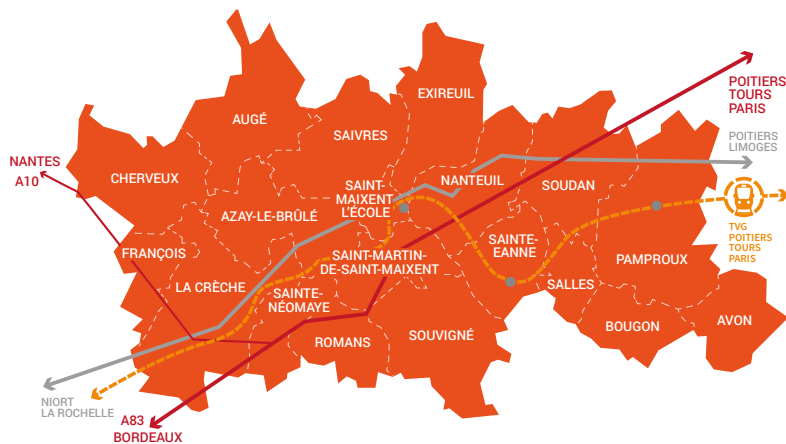 EXIREUIL
POITIERS
TOURS
PARIS
AUGÉ
SAIVRES
POITIERS
LIMOGES
NANTES
A10
CHERVEUX
NANTEUIL
SOUDAN
SAINT-
MAIXENT
L'ÉCOLE
AZAY-LE-BRÛLÉ
TVG
POITIERS
TOURS
PARIS
FRANÇOIS
SAINT-MARTIN-
DE-SAINT-MAIXENT
SAINTE-
EANNE
PAMPROUX
LA CRÈCHE
SAINTE-
NÉOMAYE
SALLES
ROMANS
SOUVIGNÉ
BOUGON
AVON
NIORT
LA ROCHELLE
A83
BORDEAUX